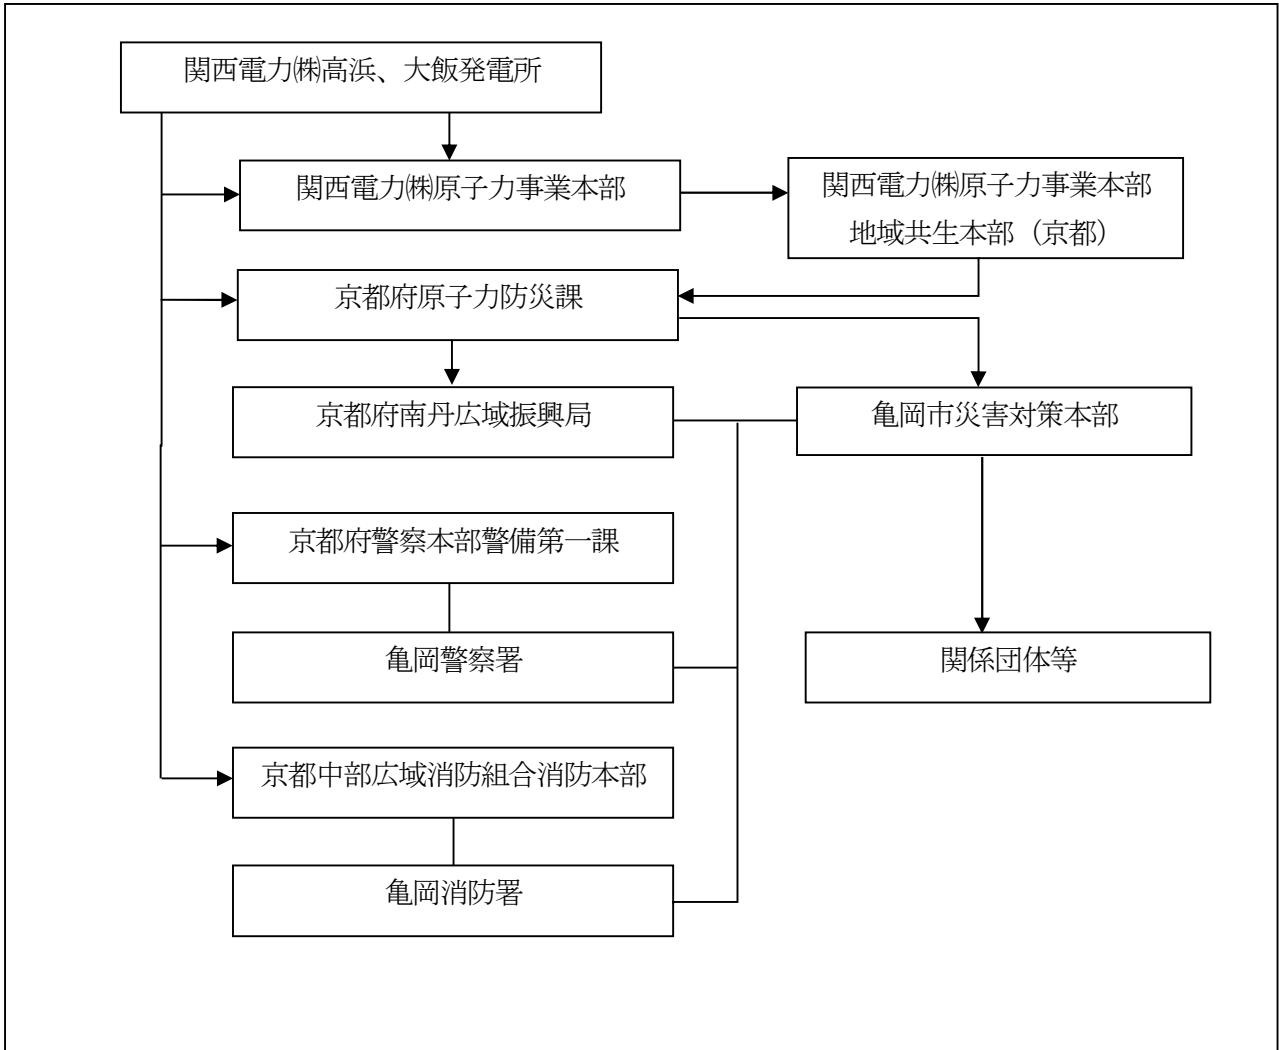 関西電力㈱高浜、大飯発電所
関西電力㈱原子力事業本部
関西電力㈱原子力事業本部
地域共生本部（京都）
京都府原子力防災課
京都府南丹広域振興局
亀岡市災害対策本部
京都府警察本部警備第一課
亀岡警察署
関係団体等
京都中部広域消防組合消防本部
亀岡消防署